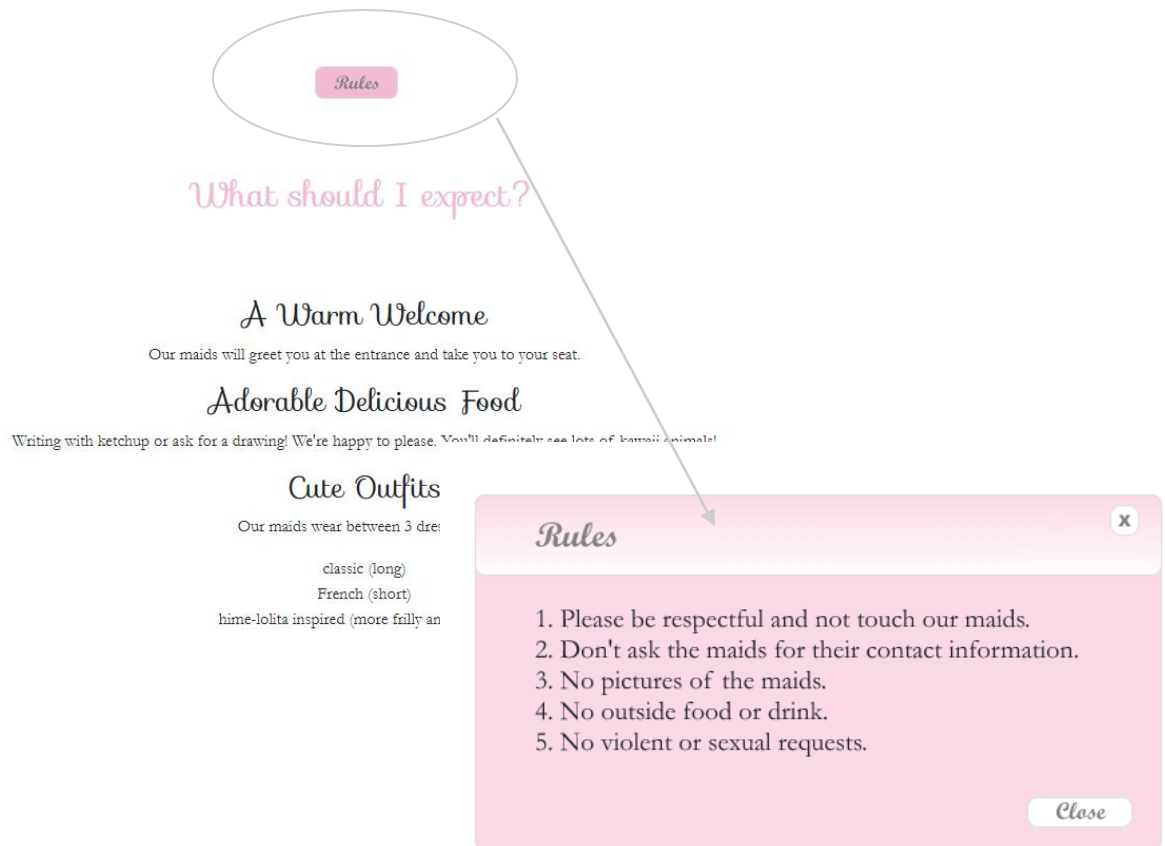 Rules
What should I expect?
A Warm Welcome
Our maids will greet you at the entrance and take you to your seat.
Adorable Delicious Food
Writing with ketchup or ask for a drawing! We're happy to please. You'll definitely see lots of kawaii animals!
Cute Outfits
Our maids wear between 3
classic (long)
French (short)
hime-lolita inspired (more frilly
Rules
x
1. Please be respectful and not touch our maids.
2. Don't ask the maids for their contact information.
3. No pictures of the maids.
4. No outside food or drink.
5. No violent or sexual requests.
Close